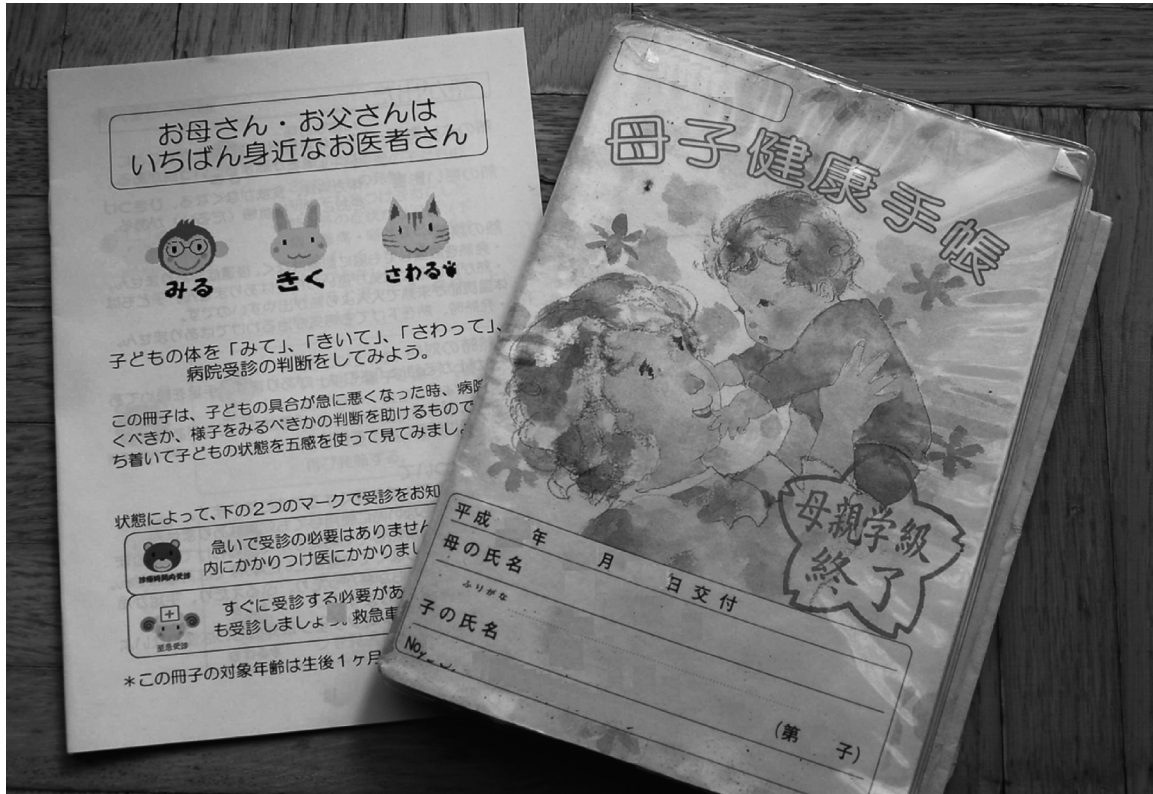 お母さん・お父さんは
いちばん身近なお医者さん
みる
きく
さわる
子どもの体を「みて」、「きいて」、「さわって」、
病院受診の判断をしてみよう。
この冊子は、子どもの具合が急に悪くなった時、病院
くべきか、様子をみるべきかの判断を助けるもので
ち着いて子どもの状態を五感を使って見てみまし
状態によって、下の2つのマークで受診をお知
急いで受診の必要はありません
内にかかりつけ医にかかりまし
診療時間内受診
すぐに受診する必要があ
も受診しましょう。救急車
至急受診
*この冊子の対象年齢は生後1ヶ月
母子健康手帳
母親学級
終了
平成 年 月 日交付
母の氏名
ふりがな
子の氏名
No.
(第 子)